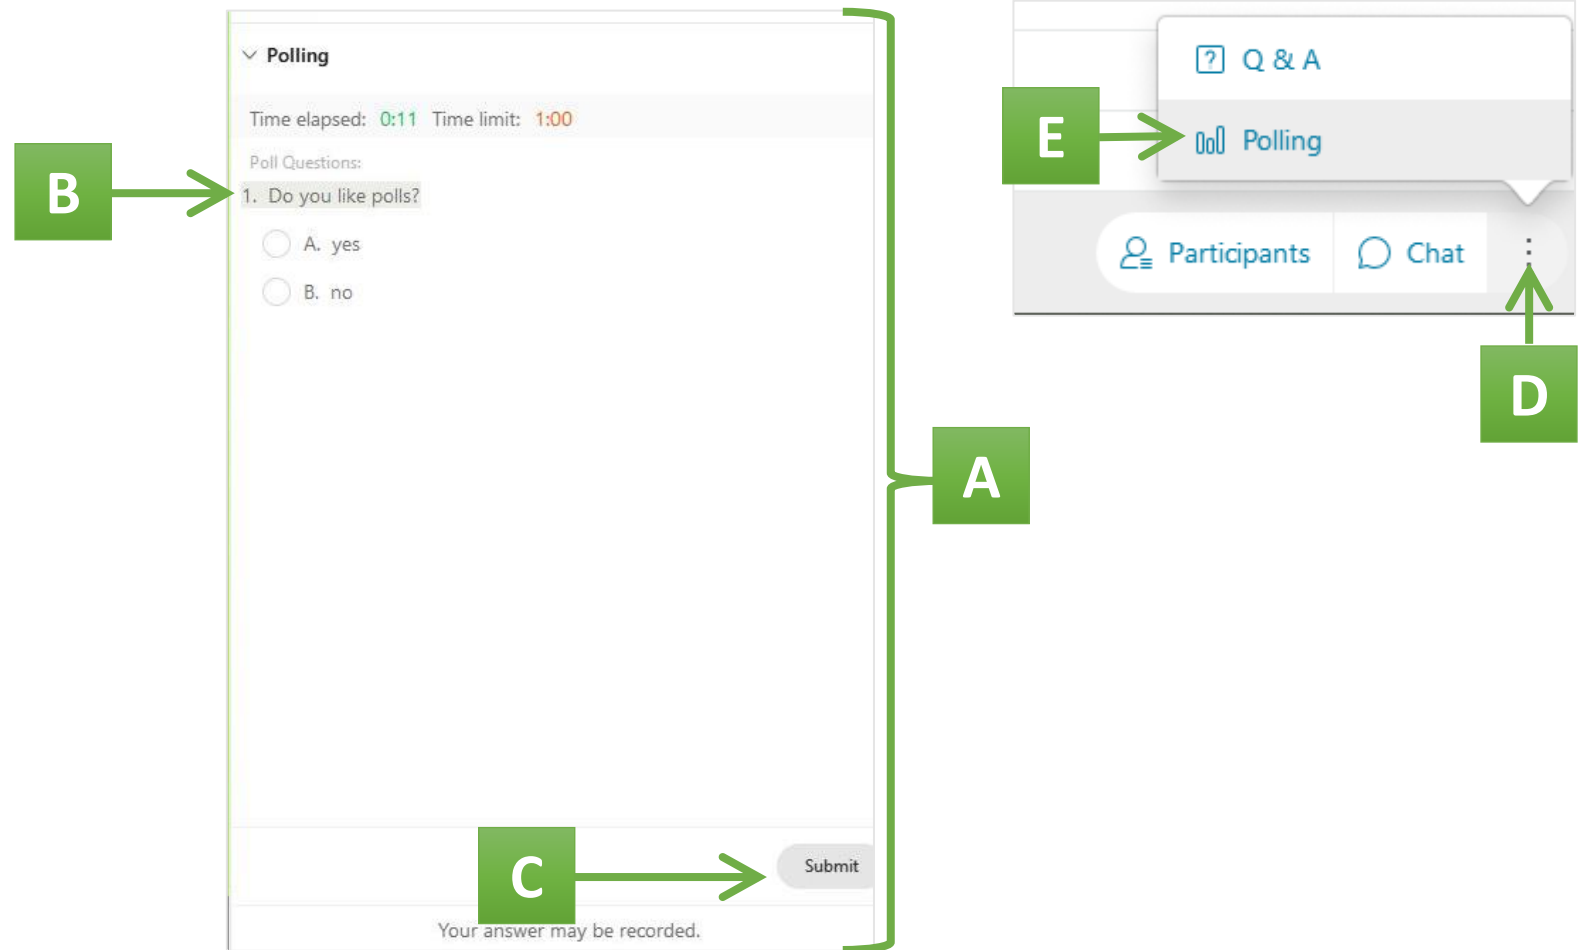 Polling
Time elapsed: 0:11 Time limit: 1:00
Poll Questions:
1. Do you like polls?
A. yes
B. no
Submit
Your answer may be recorded.
B
C
A
? Q & A
Polling
Participants Chat
E
D